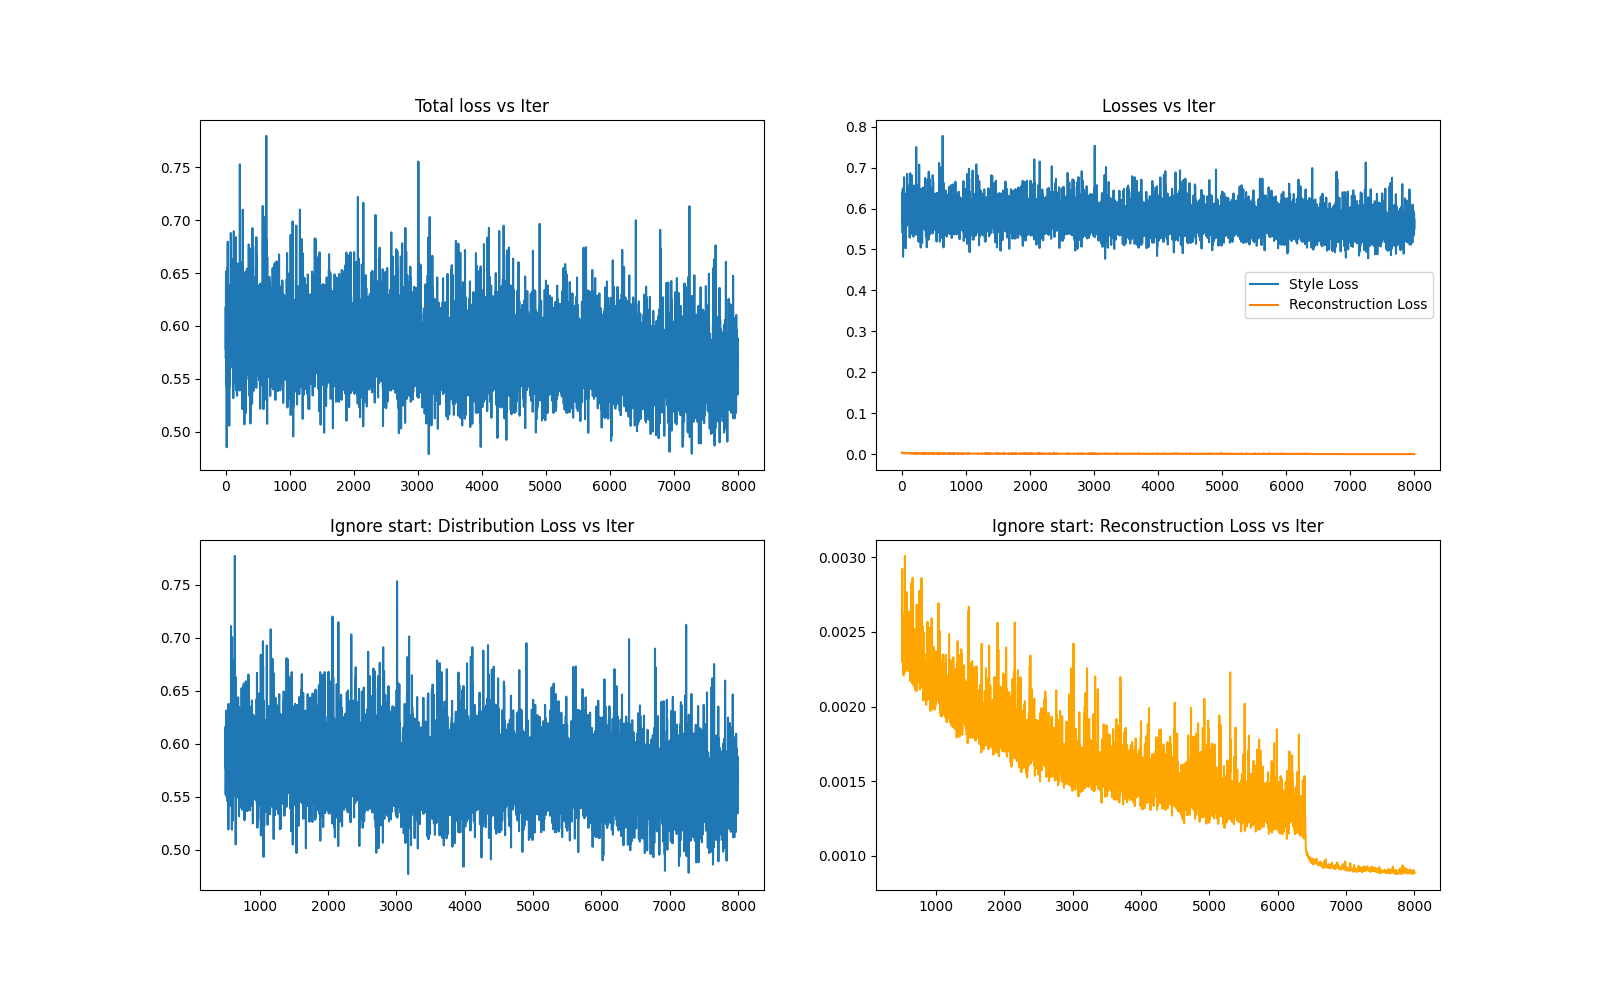 Total loss vs Iter
0.75
0.70
0.65
0.60
0.55
0.50
0 1000 2000 3000 4000 5000 6000 7000 8000
Losses vs Iter
0.8
0.7
0.6
0.5
0.4
0.3
0.2
0.1
0.0
Style Loss
Reconstruction Loss
0 1000 2000 3000 4000 5000 6000 7000 8000
Ignore start: Distribution Loss vs Iter
0.75
0.70
0.65
0.60
0.55
0.50
1000 2000 3000 4000 5000 6000 7000 8000
Ignore start: Reconstruction Loss vs Iter
0.0030
0.0025
0.0020
0.0015
0.0010
1000 2000 3000 4000 5000 6000 7000 8000